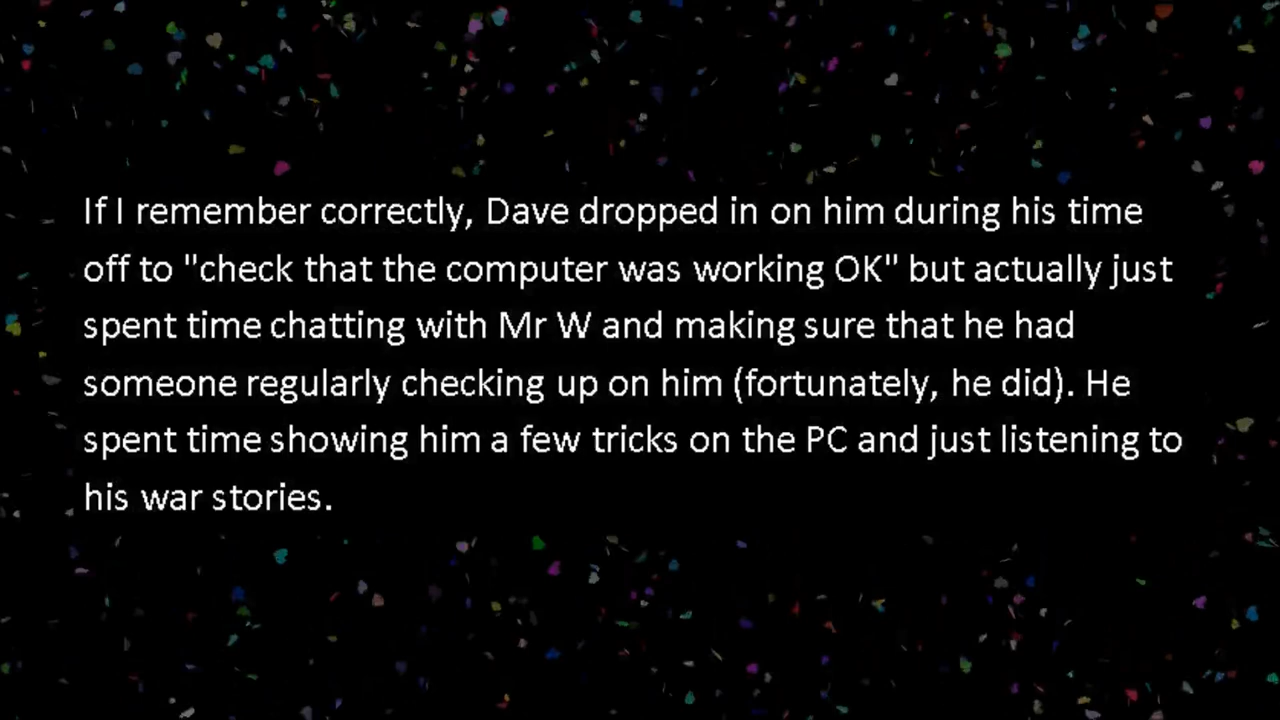 If I remember correctly, Dave dropped in on him during his time
off to "check that the computer was working OK" but actually just
spent time chatting with Mr W and making sure that he had
someone regularly checking up on him (fortunately, he did). He
spent time showing him a few tricks on the PC and just listening to
his war stories.